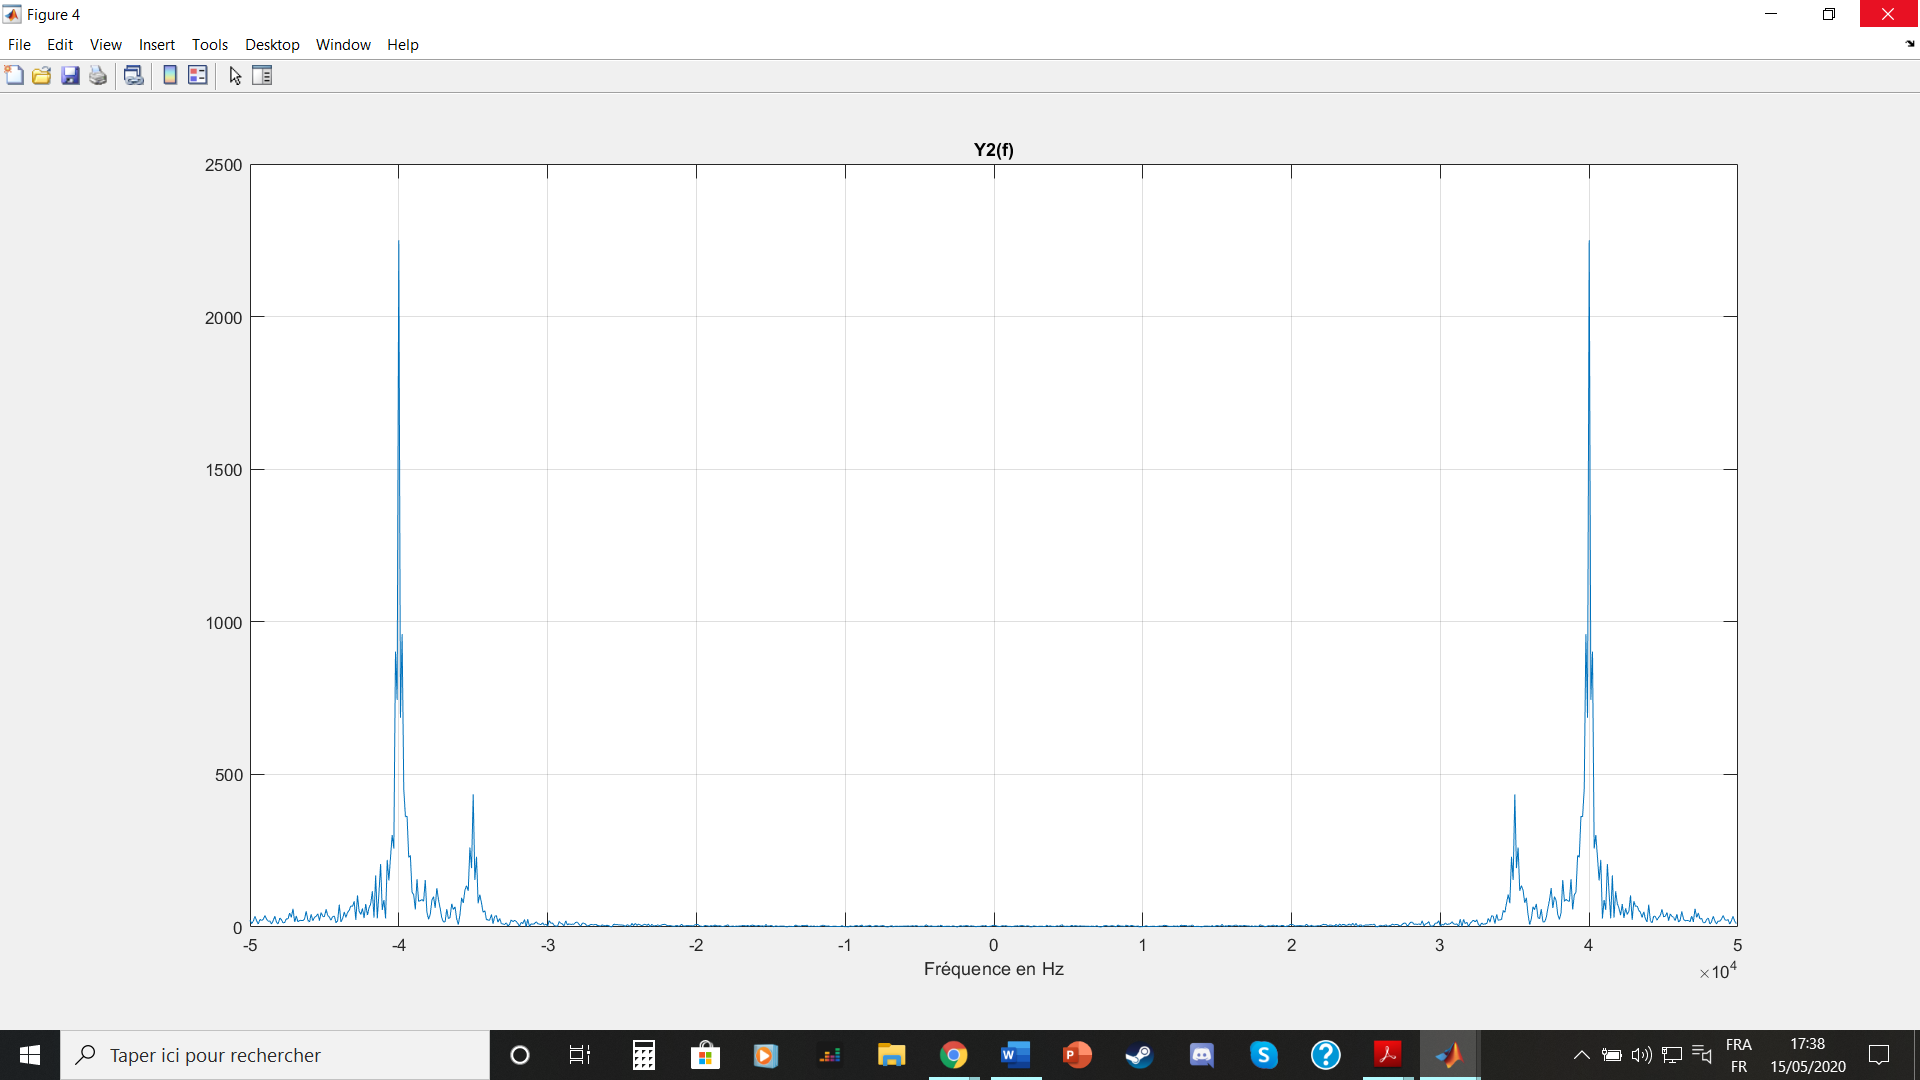 Figure 4
File Edit View Insert Tools Desktop Window Help
Y2(f)
2500
2000
1500
1000
500
0
-5 -4 -3 -2 -1 0 1 2 3 4 5
Fréquence en Hz
×10⁴
Taper ici pour rechercher
FRA
FR
17:38
15/05/2020